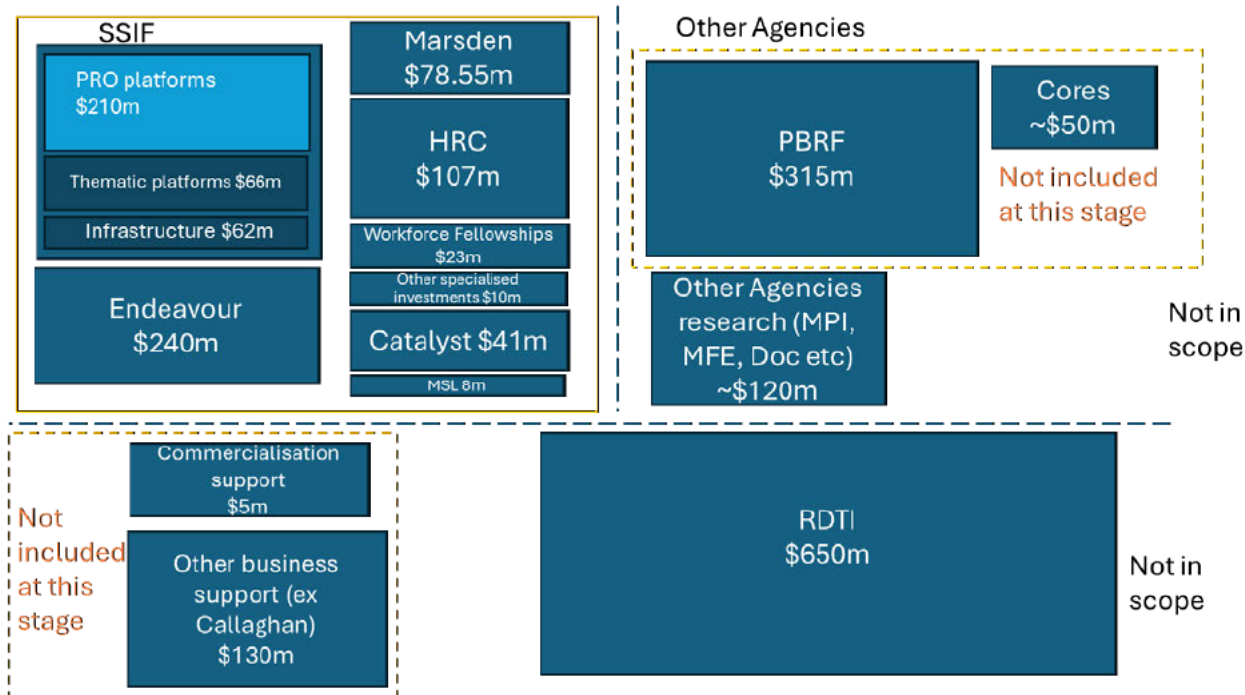 SSIF
PRO platforms
$210m
Thematic platforms $66m
Infrastructure $62m
Endeavour
$240m
Marsden
$78.55m
HRC
$107m
Workforce Fellowships
$23m
Other specialised
investments $10m
Catalyst $41m
MSL 8m
Other Agencies
PBRF
$315m
Cores
~$50m
Not included
at this stage
Other Agencies
research (MPI,
MFE, Doc etc)
~$120m
Not in
scope
Not
included
at this
stage
Commercialisation
support
$5m
Other business
support (ex
Callaghan)
$130m
RDTI
$650m
Not in
scope